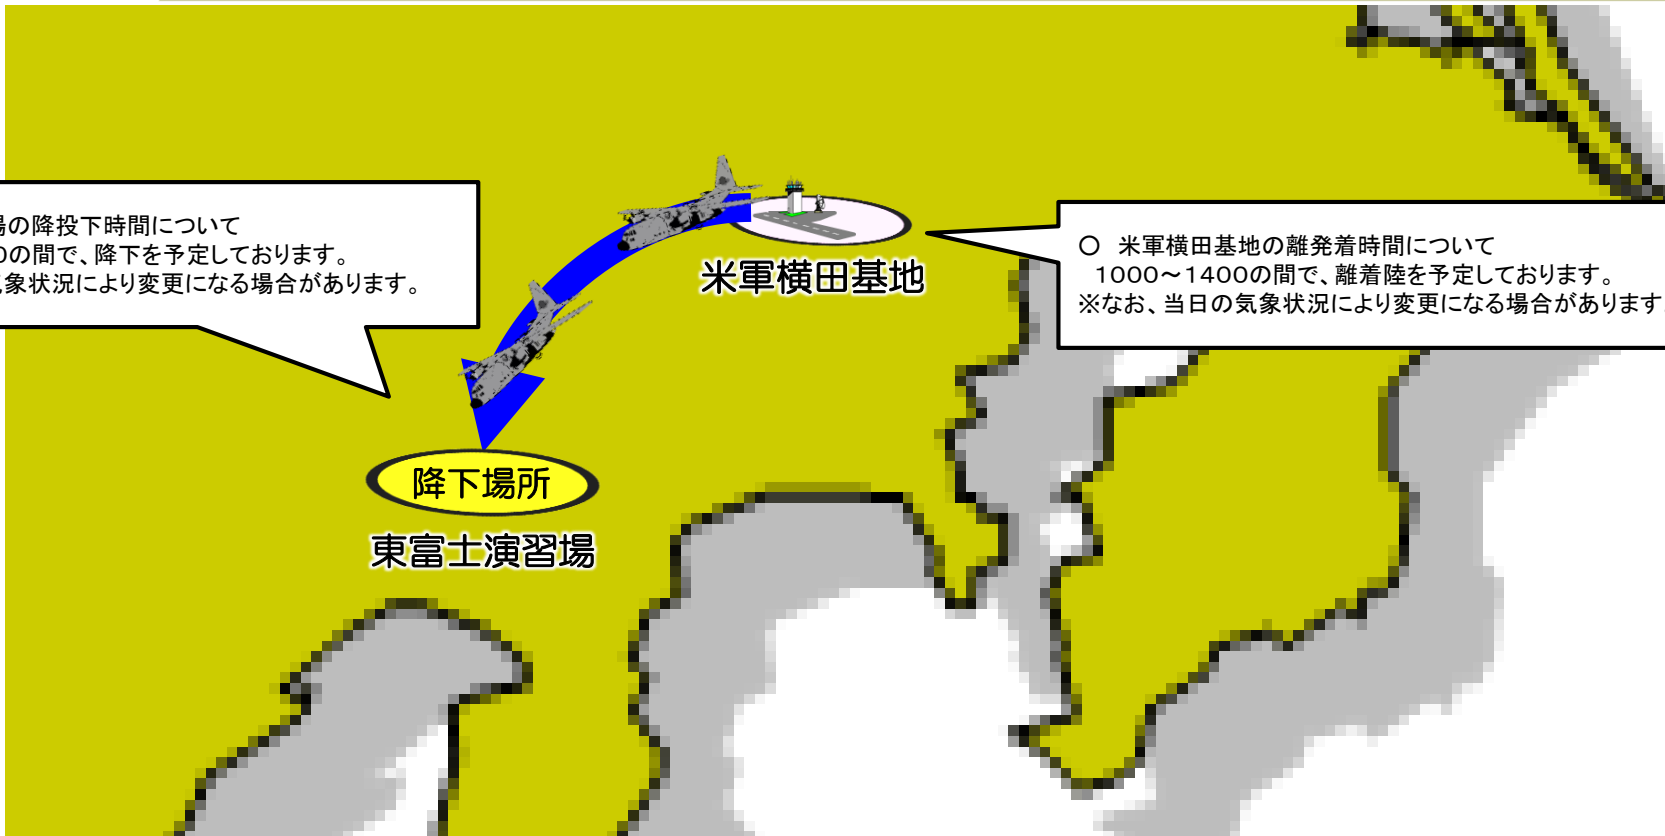 場の降投下時間について
0の間で、降下を予定しております。
気象状況により変更になる場合があります。
米軍横田基地
○ 米軍横田基地の離発着時間について
1000～1400の間で、離着陸を予定しております。
※なお、当日の気象状況により変更になる場合があります
降下場所
東富士演習場